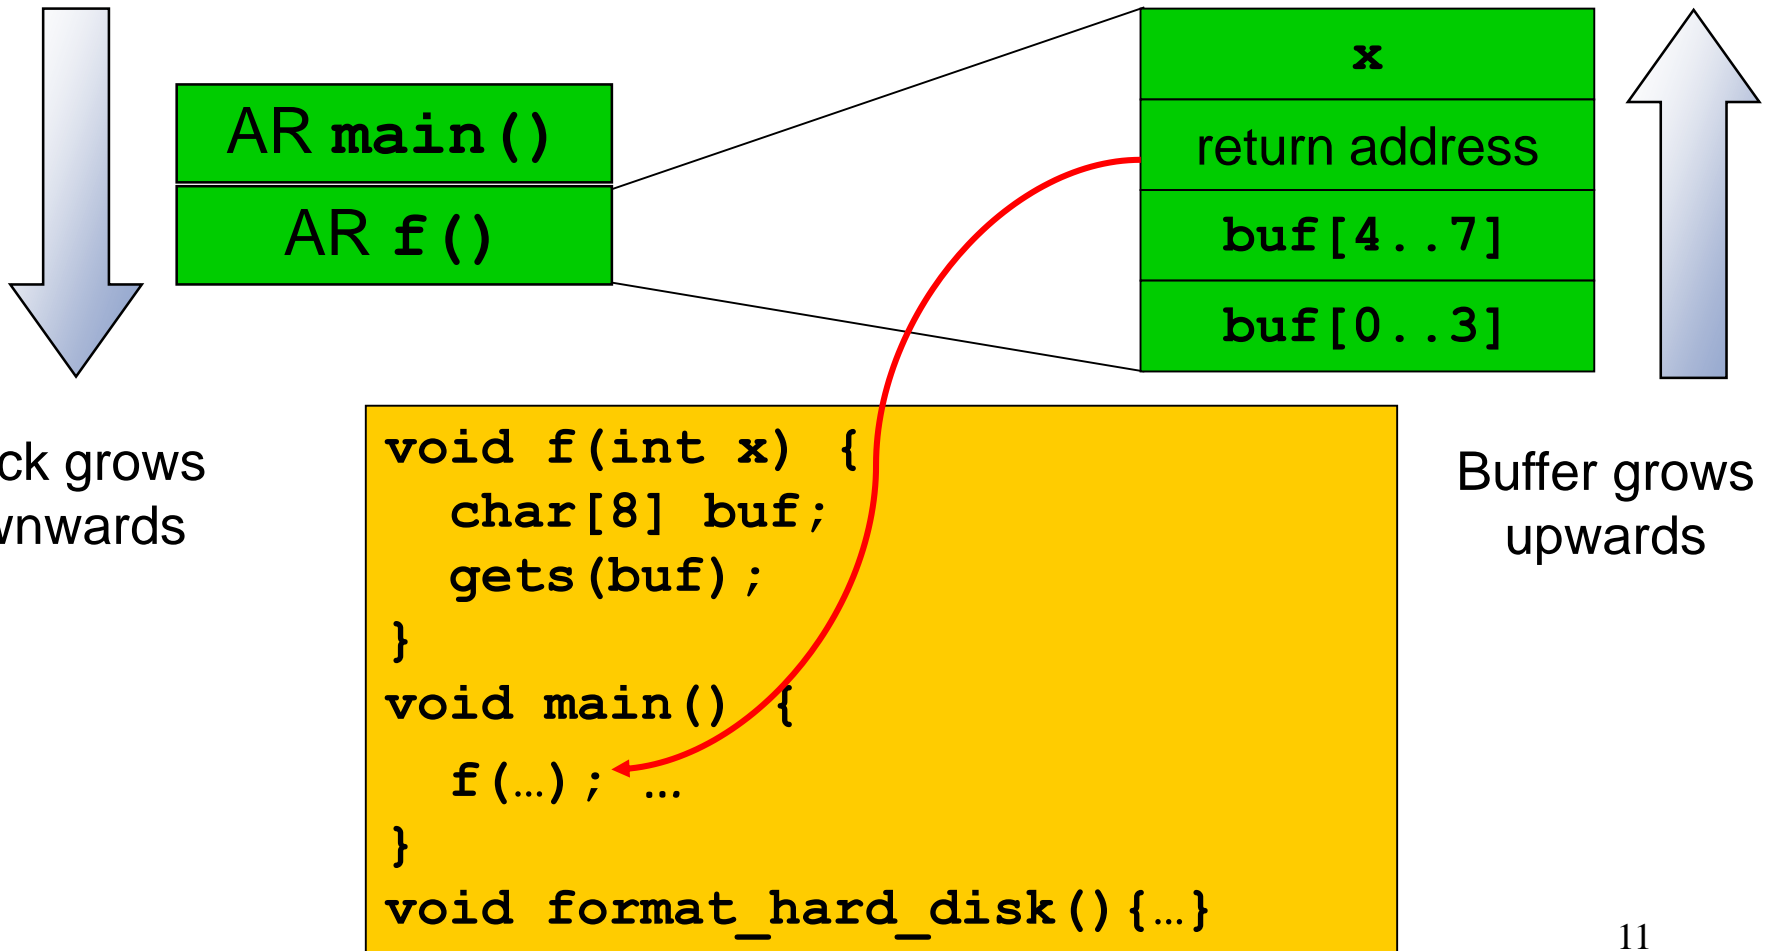 x
AR main()
return address
AR f()
buf[4..7]
buf[0..3]
ck grows
wnwards
void f(int x) {
char[8] buf;
gets(buf);
}
void main() {
f(…); …
}
void format_hard_disk(){…}
Buffer grows
upwards
11